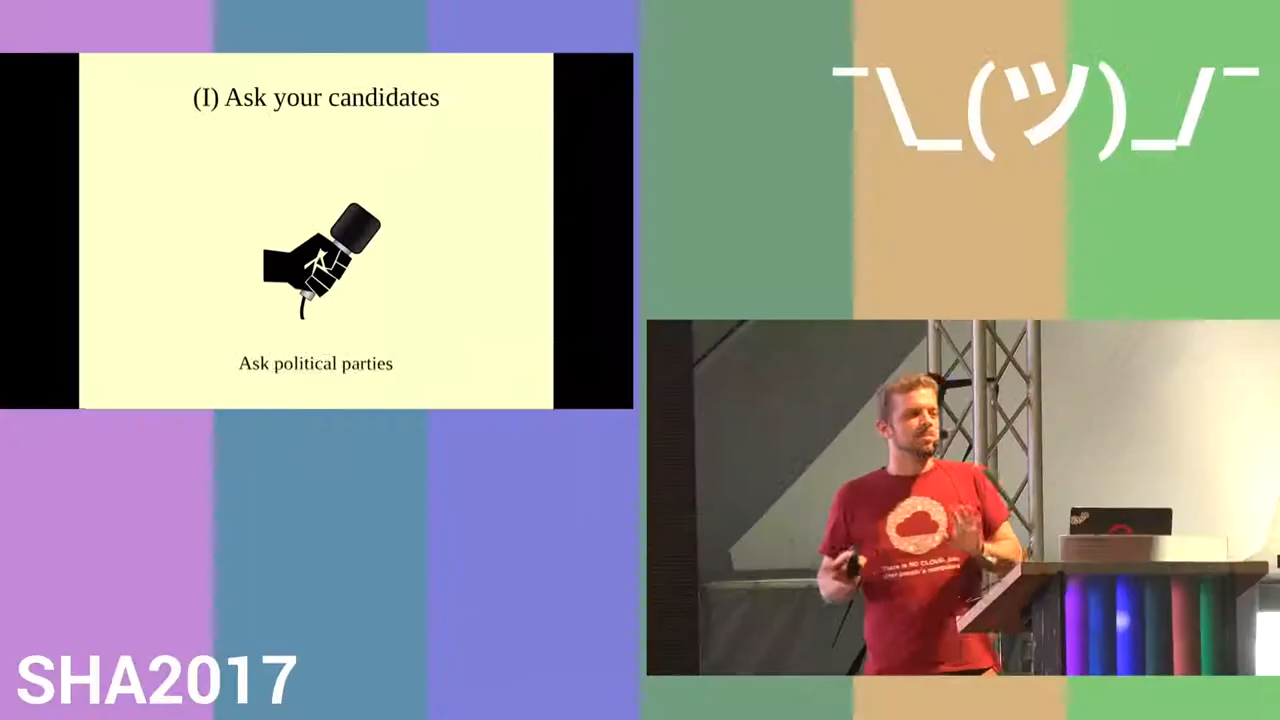 (I) Ask your candidates
Ask political parties
¯\_(ツ)_/¯
There is NO CLOUD, just
other people's computers
SHA2017